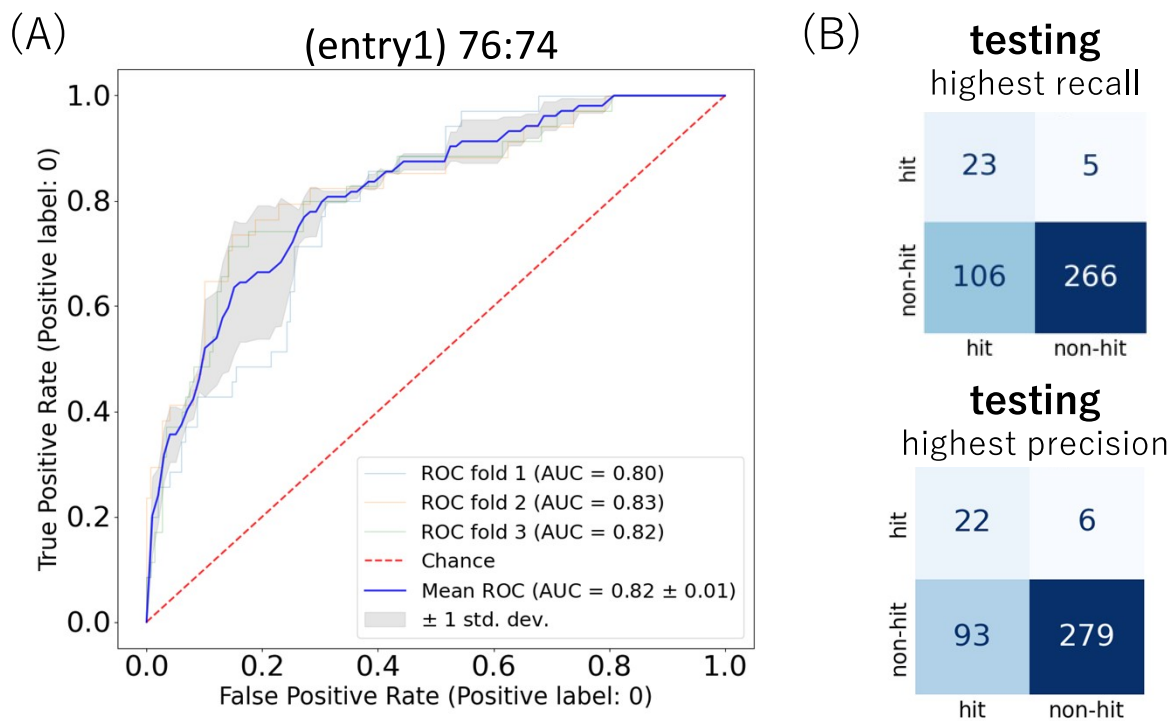 (A)
(entry1) 76:74
1.0
0.8
0.6
0.4
0.2
0.0
True Positive Rate (Positive label: 0)
ROC fold 1 (AUC = 0.80)
ROC fold 2 (AUC = 0.83)
ROC fold 3 (AUC = 0.82)
Chance
Mean ROC (AUC = 0.82 ± 0.01)
± 1 std. dev.
0.0 0.2 0.4 0.6 0.8 1.0
False Positive Rate (Positive label: 0)
(B)
testing
highest recall
hit
23 5
non-hit
106 266
hit non-hit
testing
highest precision
hit
22 6
non-hit
93 279
hit non-hit